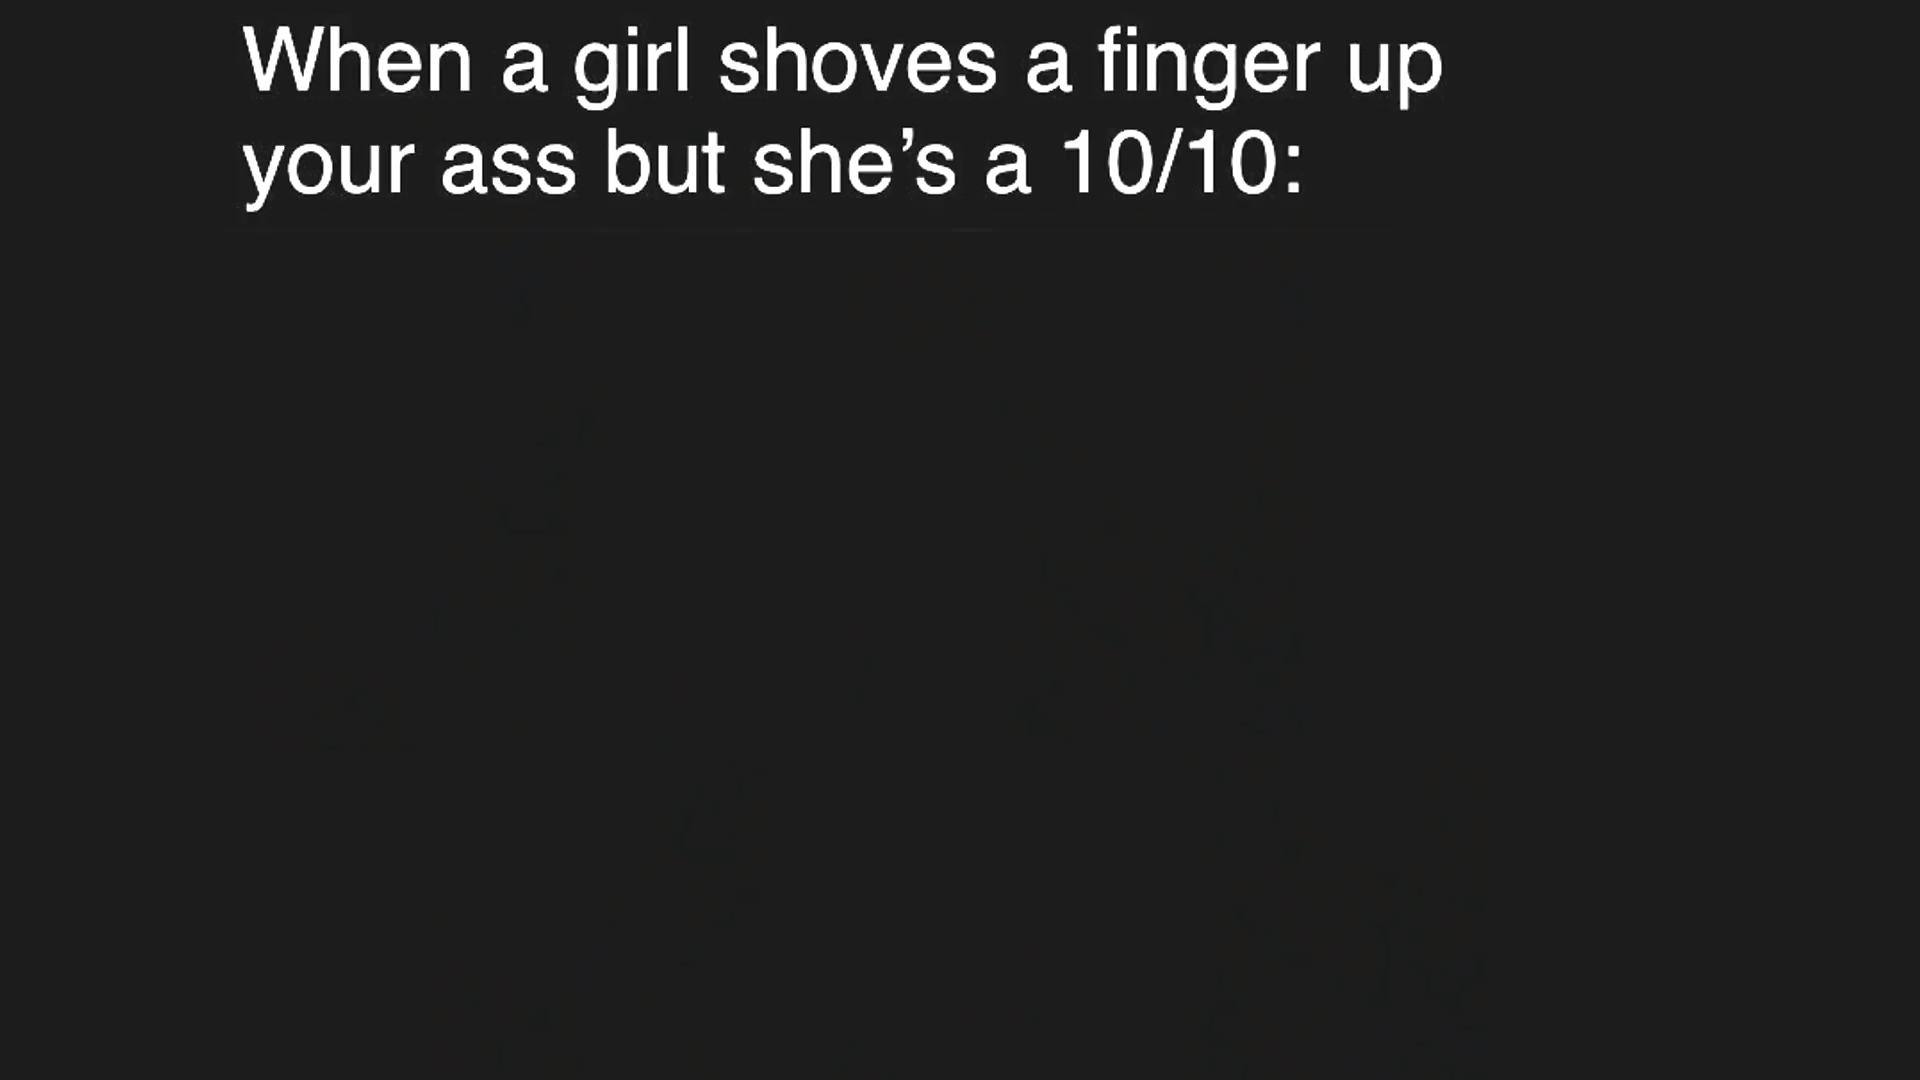 When a girl shoves a finger up
your ass but she’s a 10/10: